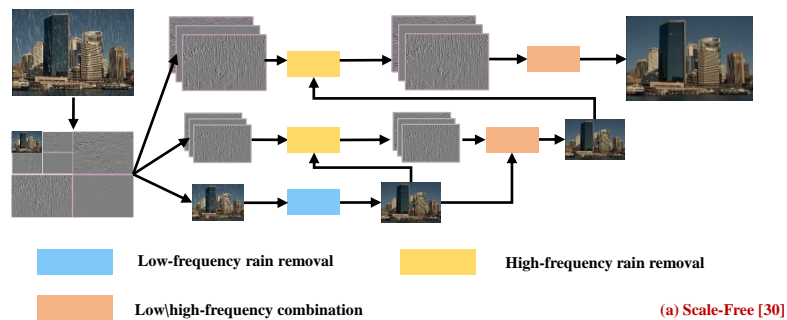 Low-frequency rain removal
High-frequency rain removal
Low\high-frequency combination
(a) Scale-Free [30]